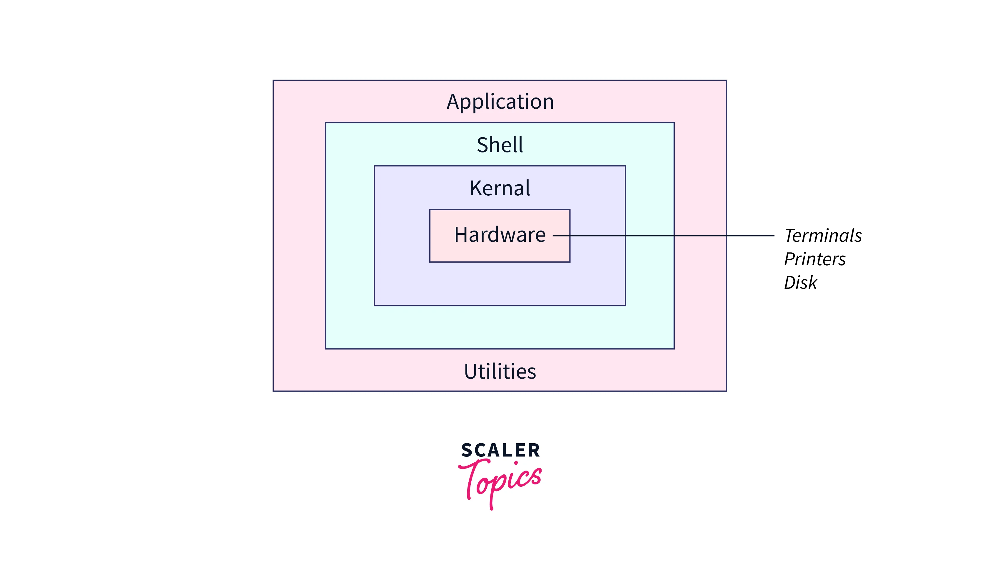 Application
Shell
Kernal
Hardware
Terminals
Printers
Disk
Utilities
SCALER
Topics